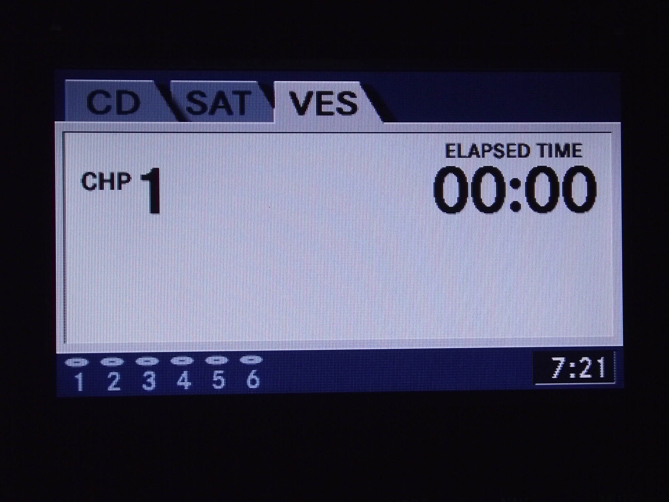 CD SAT VES
ELAPSED TIME
CHP 1 00:00
1 2 3 4 5 6 7:21